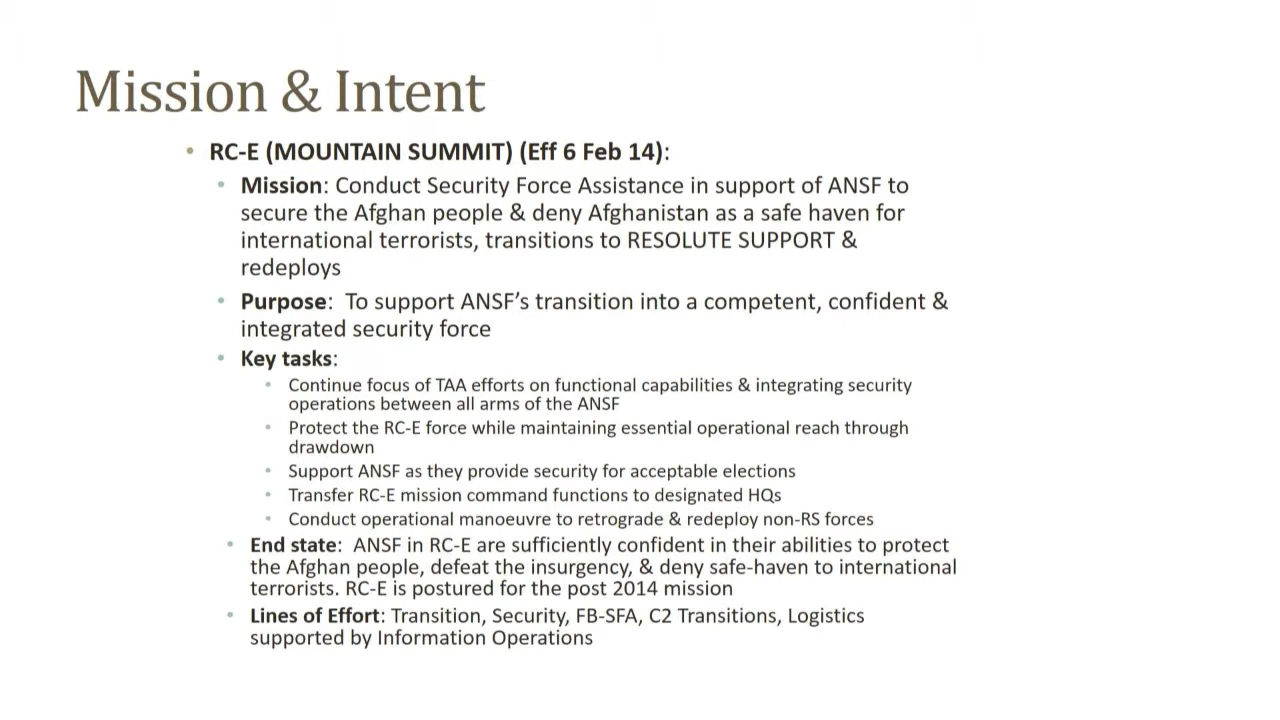 Mission & Intent
• RC-E (MOUNTAIN SUMMIT) (Eff 6 Feb 14):
• Mission: Conduct Security Force Assistance in support of ANSF to
secure the Afghan people & deny Afghanistan as a safe haven for
international terrorists, transitions to RESOLUTE SUPPORT &
redeploys
• Purpose:  To support ANSF’s transition into a competent, confident &
integrated security force
• Key tasks:
• Continue focus of TAA efforts on functional capabilities & integrating security
operations between all arms of the ANSF
• Protect the RC-E force while maintaining essential operational reach through
drawdown
• Support ANSF as they provide security for acceptable elections
• Transfer RC-E mission command functions to designated HQs
• Conduct operational manoeuvre to retrograde & redeploy non-RS forces
• End state:  ANSF in RC-E are sufficiently confident in their abilities to protect
the Afghan people, defeat the insurgency, & deny safe-haven to international
terrorists. RC-E is postured for the post 2014 mission
• Lines of Effort: Transition, Security, FB-SFA, C2 Transitions, Logistics
supported by Information Operations